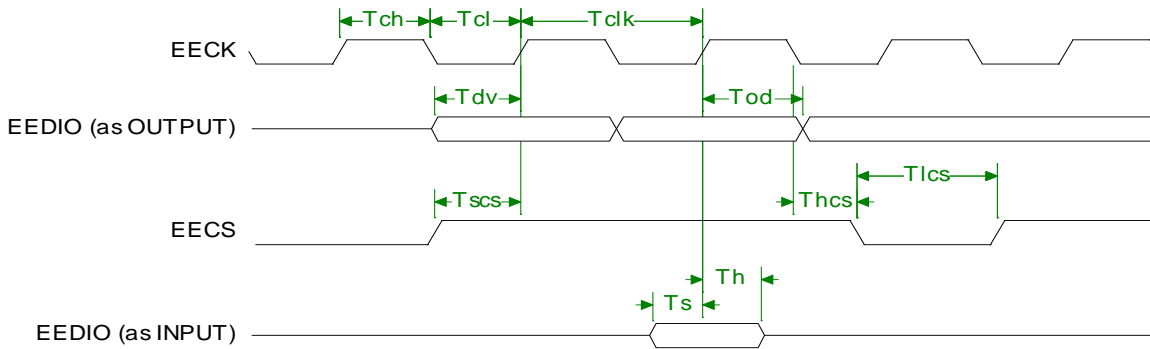 Tch Tcl Tclk
EECK
Tdv Tod
EEDIO (as OUTPUT)
Tlcs
Tscs Thcs
EECS
Th
Ts
EEDIO (as INPUT)